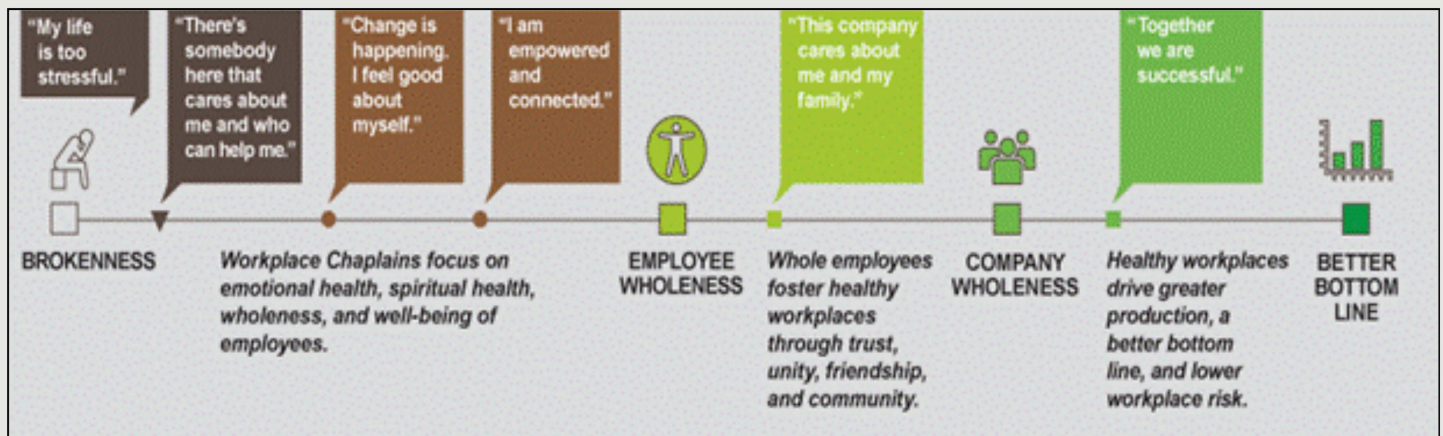 “My life
is too
stressful.”
“There’s
somebody
here that
cares about
me and who
can help me.”
“Change is
happening.
I feel good
about
myself.”
“I am
empowered
and
connected.”
“This company
cares about
me and my
family.”
“Together
we are
successful.”
BROKENNESS
Workplace Chaplains focus on
emotional health, spiritual health,
wholeness, and well-being of
employees.
EMPLOYEE
WHOLENESS
Whole employees
foster healthy
workplaces
through trust,
unity, friendship,
and community.
COMPANY
WHOLENESS
Healthy workplaces
drive greater
production, a
better bottom
line, and lower
workplace risk.
BETTER
BOTTOM
LINE